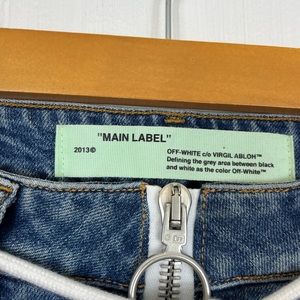 "MAIN LABEL"
2013©
OFF-WHITE c/o VIRGIL ABLOH™
Defining the grey area between black
and white as the color Off-White™